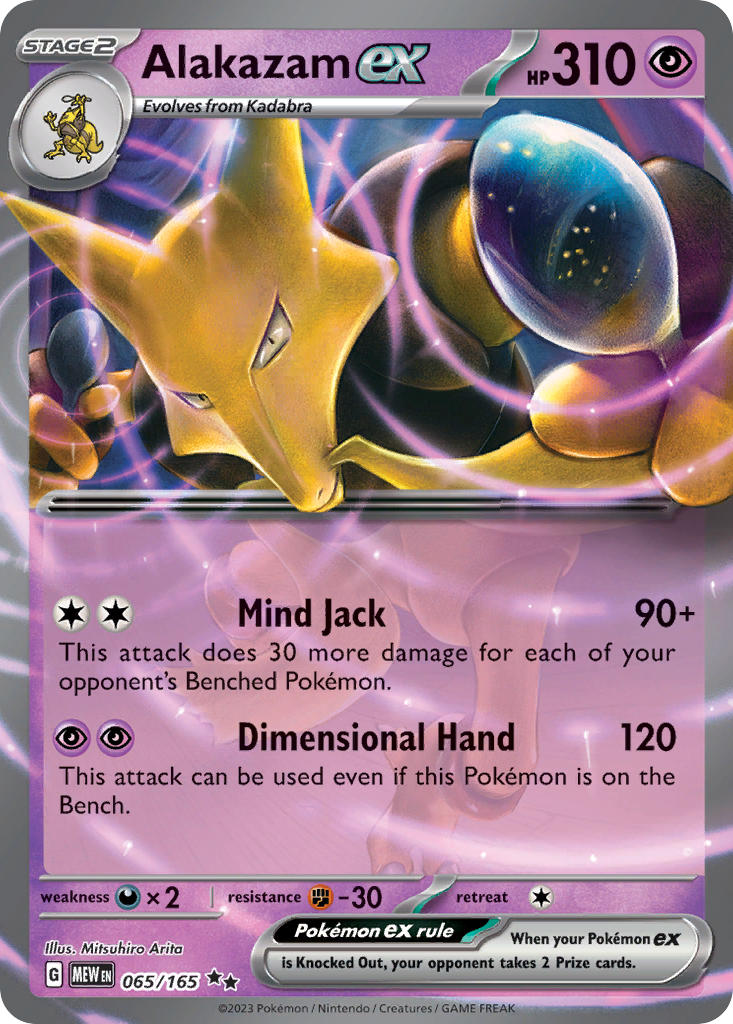 STAGE2
Alakazam ex
HP 310
Evolves from Kadabra
Mind Jack 90+
This attack does 30 more damage for each of your
opponent's Benched Pokémon.
Dimensional Hand 120
This attack can be used even if this Pokémon is on the
Bench.
weakness ×2 resistance -30 retreat
Pokémon ex rule
When your Pokémon ex
is Knocked Out, your opponent takes 2 Prize cards.
Illus. Mitsuhiro Arita
G MEW EN 065/165
©2023 Pokémon / Nintendo / Creatures / GAME FREAK